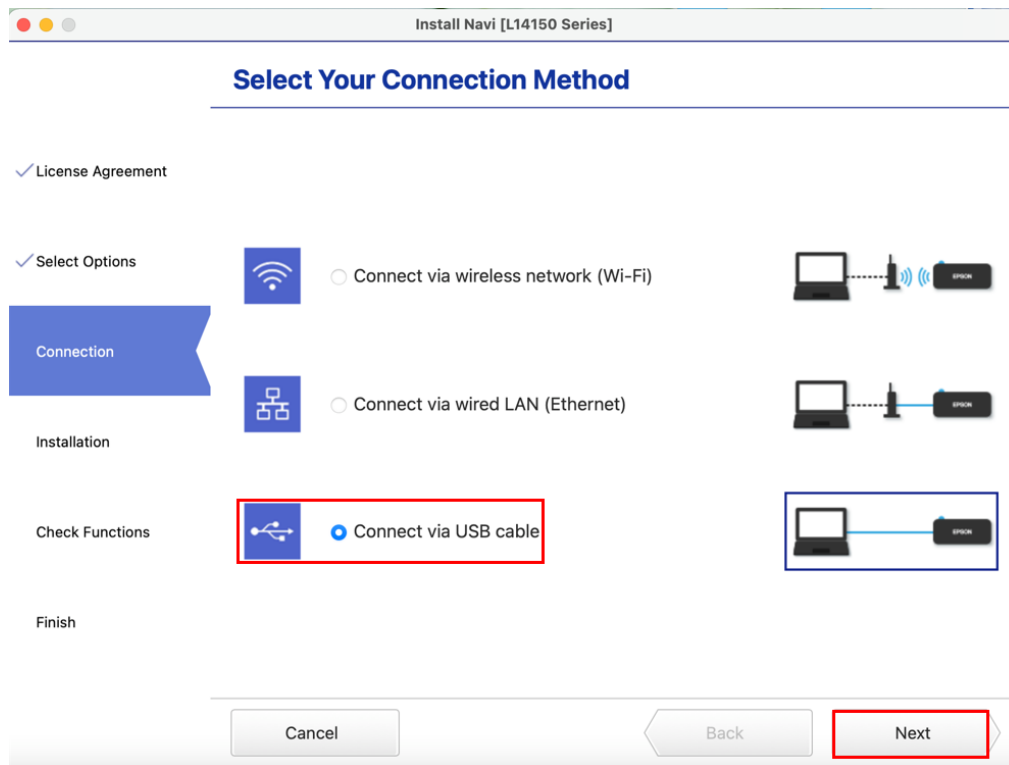 Install Navi [L14150 Series]
Select Your Connection Method
License Agreement
Select Options
Connection
Installation
Check Functions
Finish
Connect via wireless network (Wi-Fi)
EPSON
Connect via wired LAN (Ethernet)
EPSON
Connect via USB cable
EPSON
Cancel
Back
Next